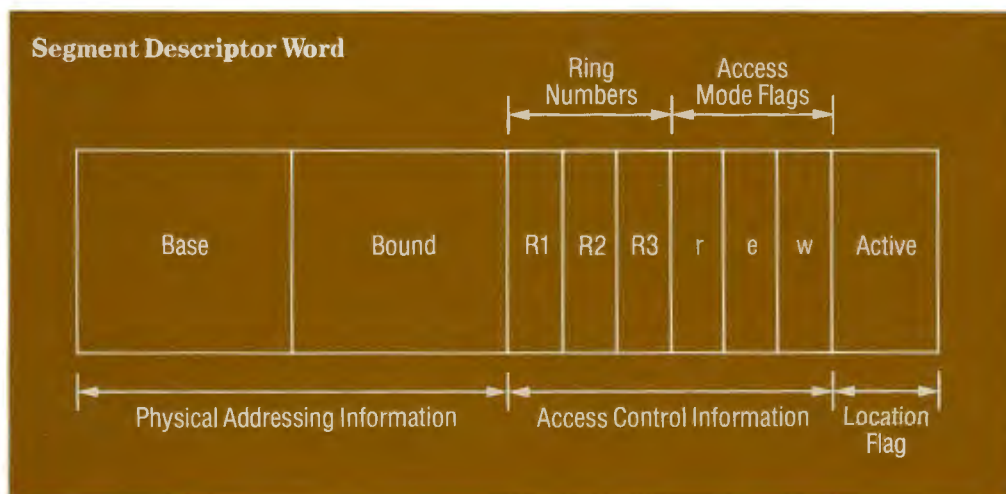 Segment Descriptor Word
Ring
Numbers
Access
Mode Flags
Base
Bound
R1
R2
R3
r
e
w
Active
Physical Addressing Information
Access Control Information
Location
Flag